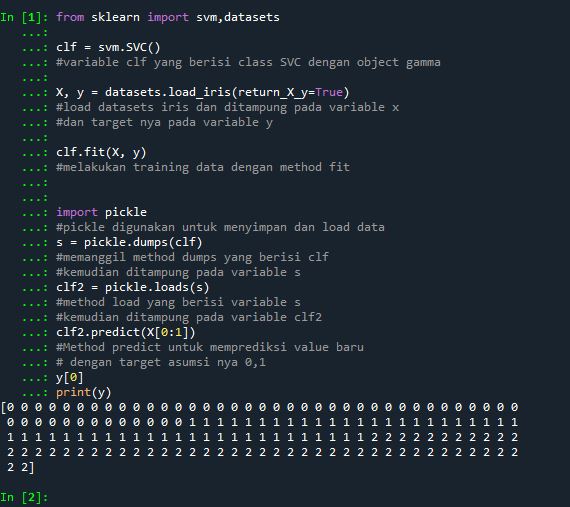 In [1]: from sklearn import svm,datasets
...:
...: clf = svm.SVC()
...: #variable clf yang berisi class SVC dengan object gamma
...:
...: X, y = datasets.load_iris(return_X_y=True)
...: #load datasets iris dan ditampung pada variable x
...: #dan target nya pada variable y
...:
...: clf.fit(X, y)
...: #melakukan training data dengan method fit
...:
...:
...: import pickle
...: #pickle digunakan untuk menyimpan dan load data
...: s = pickle.dumps(clf)
...: #memanggil method dumps yang berisi clf
...: #kemudian ditampung pada variable s
...: clf2 = pickle.loads(s)
...: #method load yang berisi variable s
...: #kemudian ditampung pada variable clf2
...: clf2.predict(X[0:1])
...: #Method predict untuk memprediksi value baru
...: # dengan target asumsi nya 0,1
...: y[0]
...: print(y)
[0 0 0 0 0 0 0 0 0 0 0 0 0 0 0 0 0 0 0 0 0 0 0 0 0 0 0 0 0 0 0 0 0 0 0 0 0
0 0 0 0 0 0 0 0 0 0 0 0 0 1 1 1 1 1 1 1 1 1 1 1 1 1 1 1 1 1 1 1 1 1 1 1 1
1 1 1 1 1 1 1 1 1 1 1 1 1 1 1 1 1 1 1 1 1 1 1 1 1 1 2 2 2 2 2 2 2 2 2 2 2
2 2 2 2 2 2 2 2 2 2 2 2 2 2 2 2 2 2 2 2 2 2 2 2 2 2 2 2 2 2 2 2 2 2 2 2 2
2 2]
In [2]: